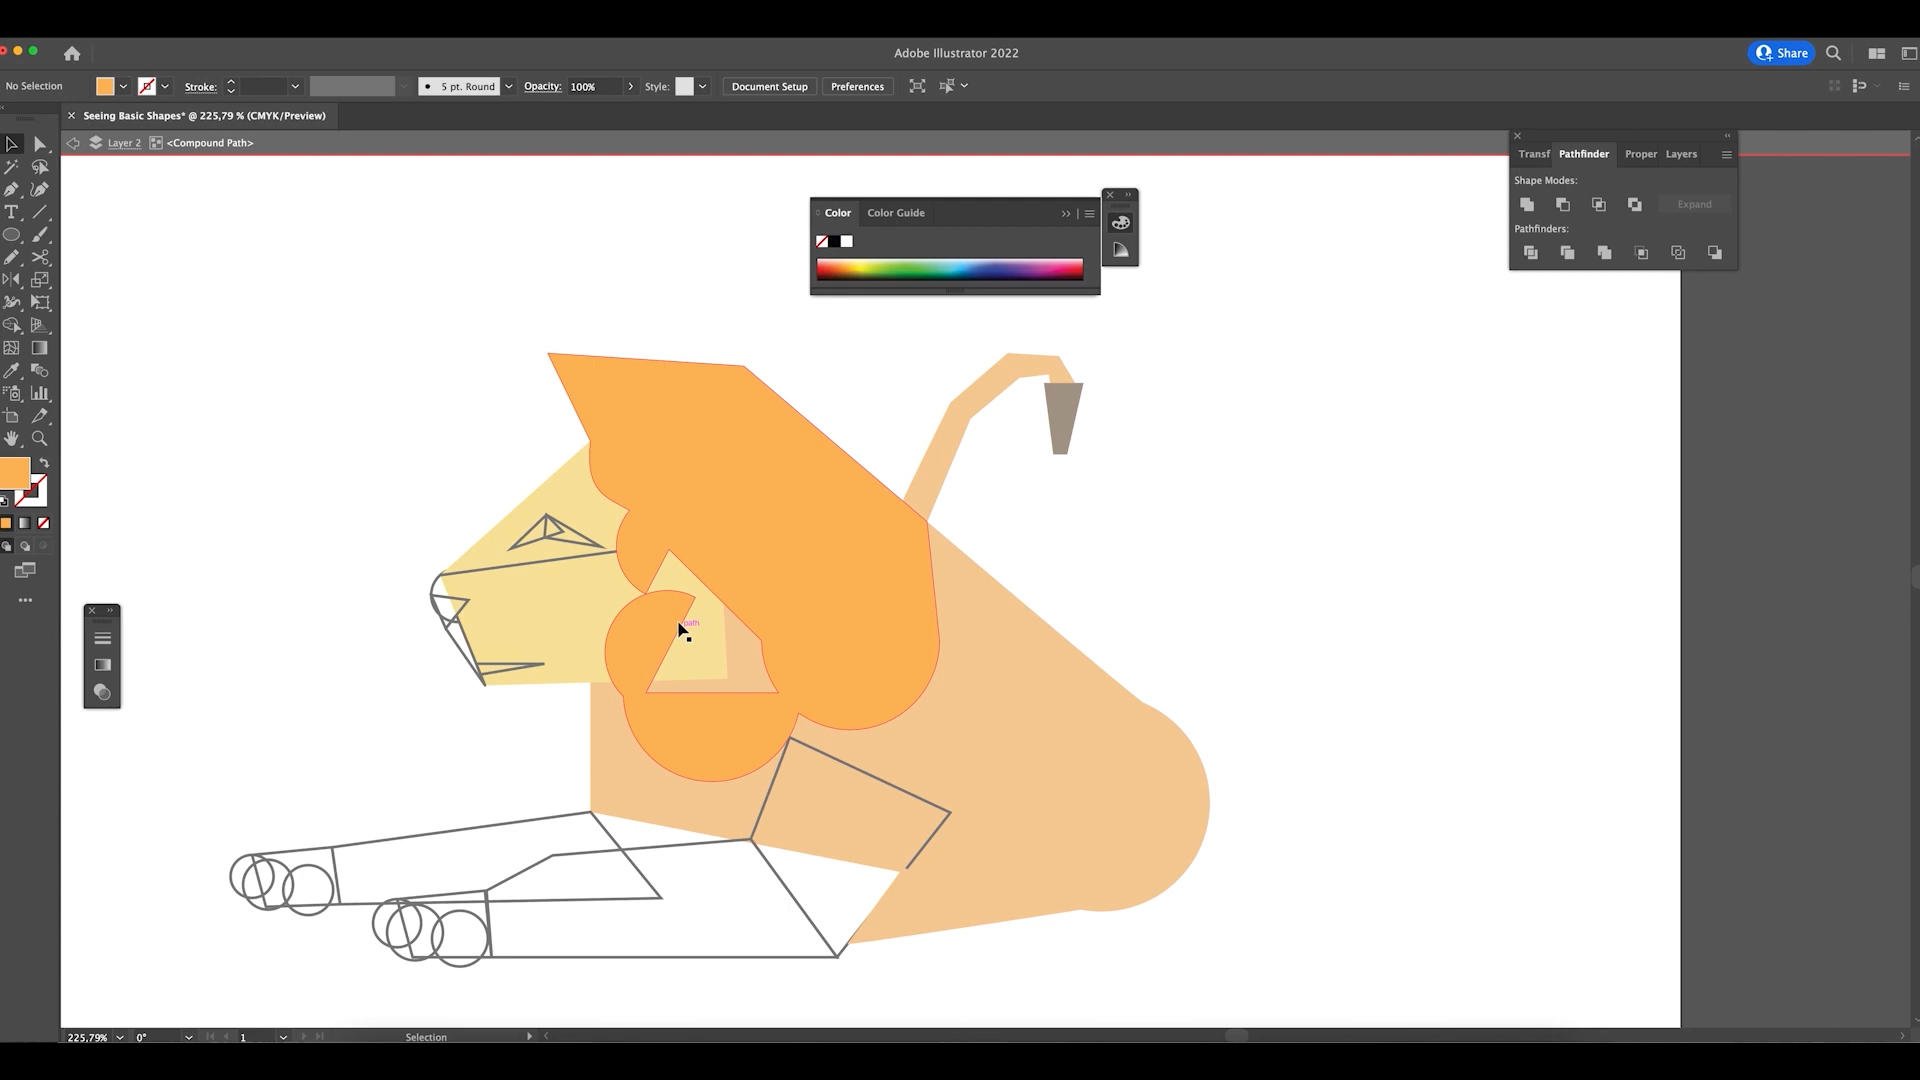 Adobe Illustrator 2022
Share
No Selection
Stroke:
5 pt. Round
Opacity: 100%
Style:
Document Setup
Preferences
Seeing Basic Shapes* @ 225,79 % (CMYK/Preview)
Layer 2
<Compound Path>
Transf
Pathfinder
Proper
Layers
Shape Modes:
Expand
Pathfinders:
Color
Color Guide
path
225,79%
0°
1
Selection